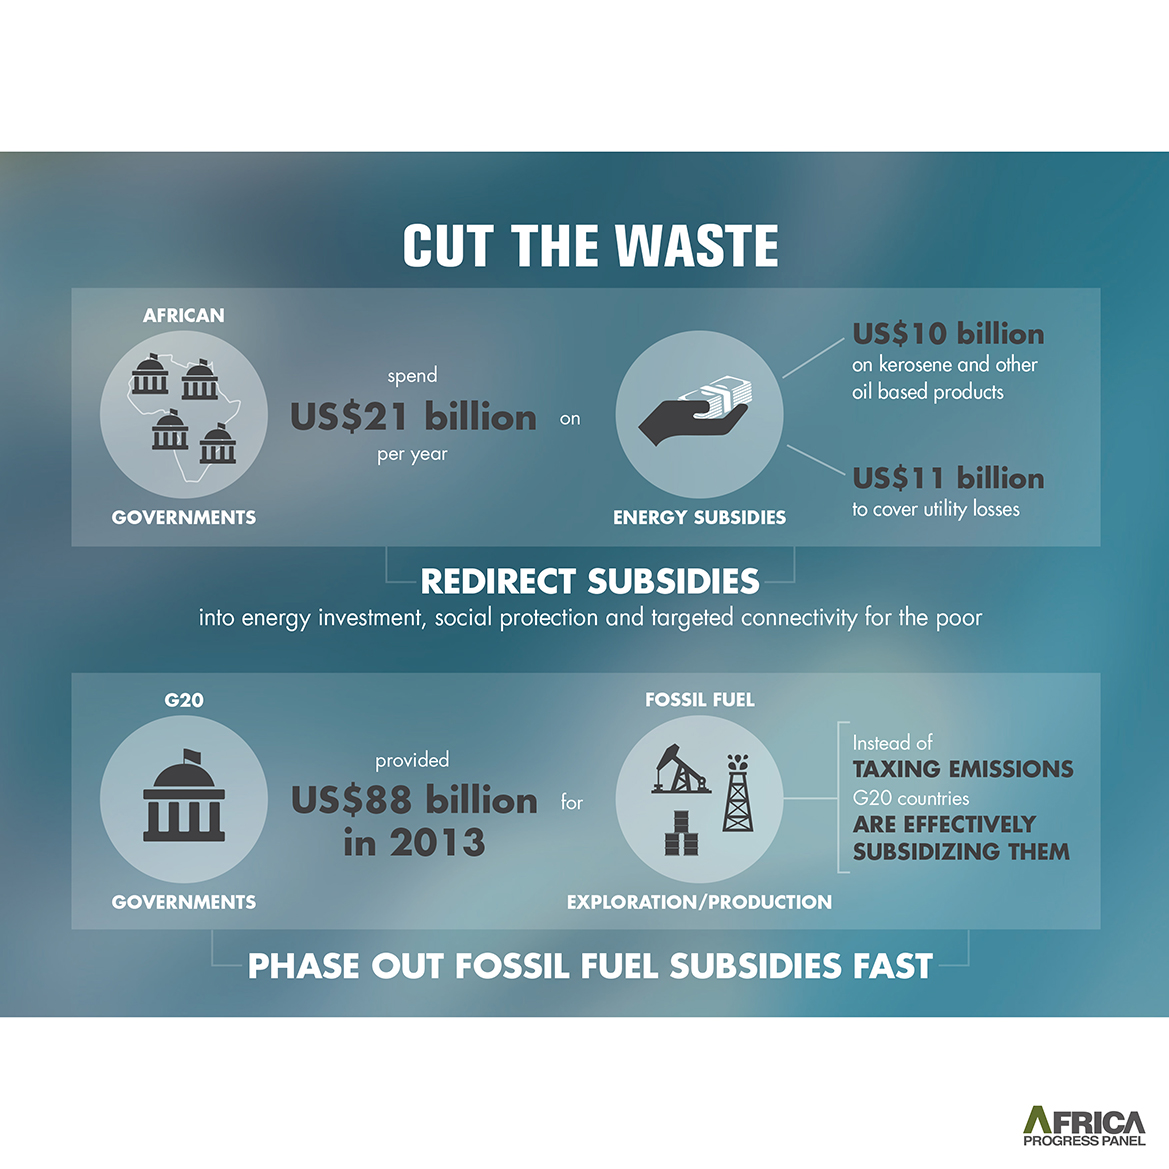 CUT THE WASTE
AFRICAN
GOVERNMENTS
spend
US$21 billion
per year
on
ENERGY SUBSIDIES
US$10 billion
on kerosene and other
oil based products
US$11 billion
to cover utility losses
REDIRECT SUBSIDIES
into energy investment, social protection and targeted connectivity for the poor
G20
GOVERNMENTS
provided
US$88 billion
in 2013
for
FOSSIL FUEL
EXPLORATION/PRODUCTION
Instead of
TAXING EMISSIONS
G20 countries
ARE EFFECTIVELY
SUBSIDIZING THEM
PHASE OUT FOSSIL FUEL SUBSIDIES FAST
AFRICA
PROGRESS PANEL